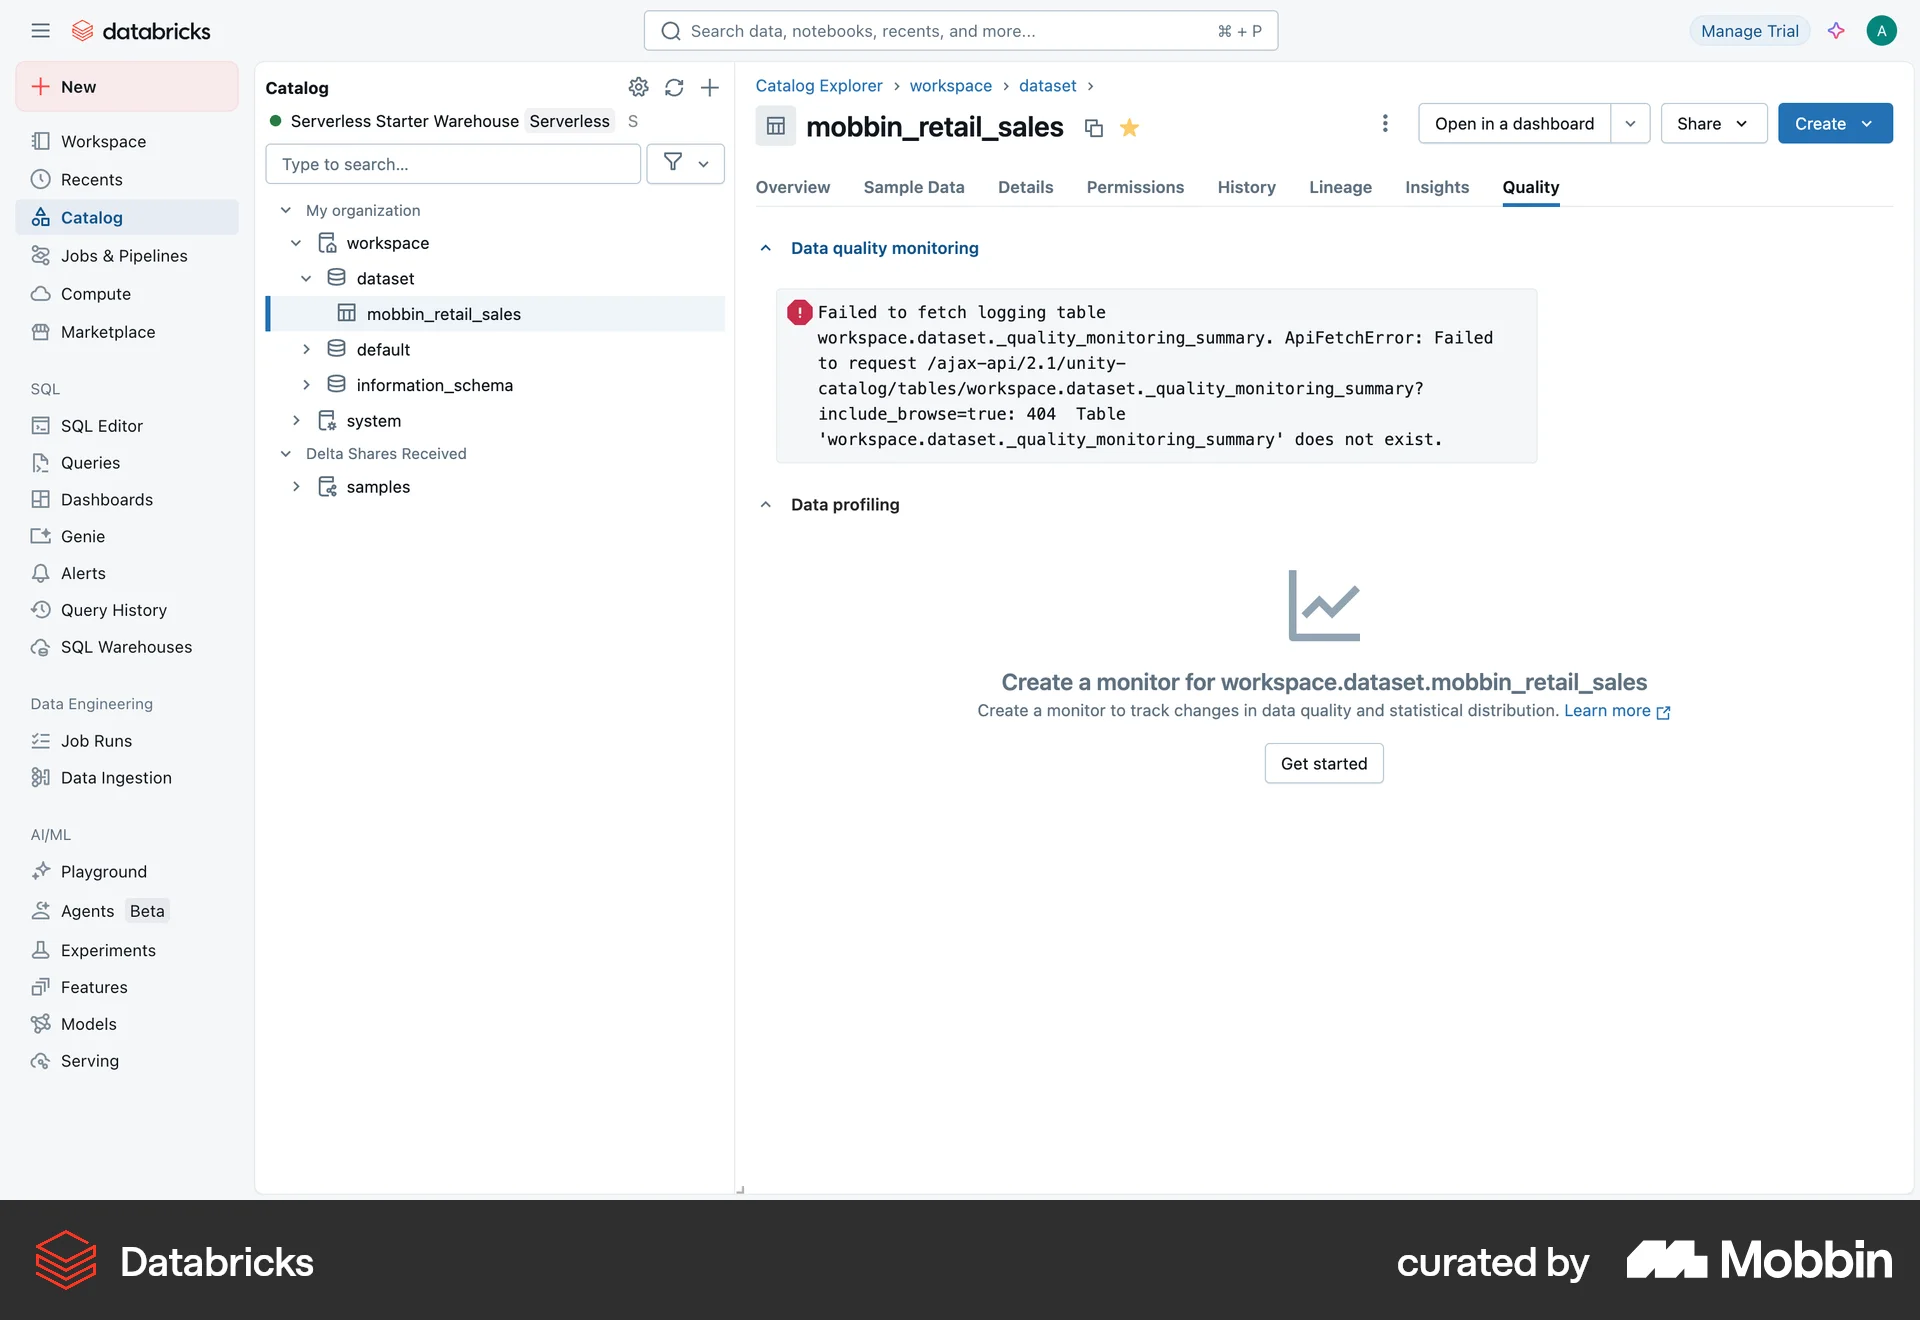 databricks
Search data, notebooks, recents, and more...
⌘ + P
Manage Trial
A
New
Workspace
Recents
Catalog
Jobs & Pipelines
Compute
Marketplace
SQL
SQL Editor
Queries
Dashboards
Genie
Alerts
Query History
SQL Warehouses
Data Engineering
Job Runs
Data Ingestion
AI/ML
Playground
Agents Beta
Experiments
Features
Models
Serving
Catalog
Serverless Starter Warehouse Serverless S
Type to search...
My organization
workspace
dataset
mobbin_retail_sales
default
information_schema
system
Delta Shares Received
samples
Catalog Explorer > workspace > dataset >
mobbin_retail_sales
Open in a dashboard
Share
Create
Overview Sample Data Details Permissions History Lineage Insights Quality
Data quality monitoring
Failed to fetch logging table
workspace.dataset._quality_monitoring_summary. ApiFetchError: Failed
to request /ajax-api/2.1/unity-
catalog/tables/workspace.dataset._quality_monitoring_summary?
include_browse=true: 404  Table
'workspace.dataset._quality_monitoring_summary' does not exist.
Data profiling
Create a monitor for workspace.dataset.mobbin_retail_sales
Create a monitor to track changes in data quality and statistical distribution. Learn more
Get started
Databricks
curated by Mobbin